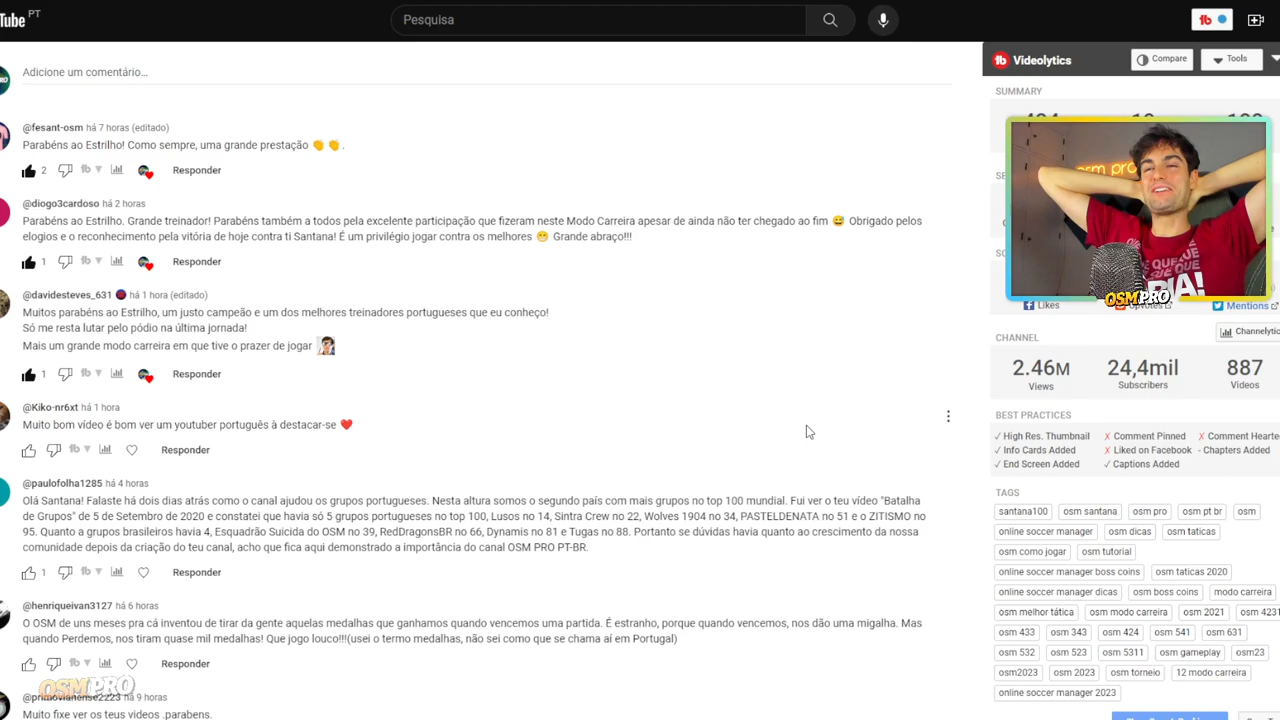 Tube PT
Pesquisa
Adicione um comentário...
@fesant-osm há 7 horas (editado)
Parabéns ao Estrilho! Como sempre, uma grande prestação 👏 👏 .
2
Responder
@diogo3cardoso há 2 horas
Parabéns ao Estrilho. Grande treinador! Parabéns também a todos pela excelente participação que fizeram neste Modo Carreira apesar de ainda não ter chegado ao fim 😅 Obrigado pelos
elogios e o reconhecimento pela vitória de hoje contra ti Santana! É um privilégio jogar contra os melhores 😁 Grande abraço!!!
1
Responder
@davidesteves_631 há 1 hora (editado)
Muitos parabéns ao Estrilho, um justo campeão e um dos melhores treinadores portugueses que eu conheço!
Só me resta lutar pelo pódio na última jornada!
Mais um grande modo carreira em que tive o prazer de jogar
1
Responder
@Kiko-nr6xt há 1 hora
Muito bom vídeo é bom ver um youtuber português à destacar-se ❤️
Responder
@paulofolha1285 há 4 horas
Olá Santana! Falaste há dois dias atrás como o canal ajudou os grupos portugueses. Nesta altura somos o segundo país com mais grupos no top 100 mundial. Fui ver o teu vídeo "Batalha
de Grupos" de 5 de Setembro de 2020 e constatei que havia só 5 grupos portugueses no top 100, Lusos no 14, Sintra Crew no 22, Wolves 1904 no 34, PASTELDENATA no 51 e o ZITISMO no
95. Quanto a grupos brasileiros havia 4, Esquadrão Suicida do OSM no 39, RedDragonsBR no 66, Dynamis no 81 e Tugas no 88. Portanto se dúvidas havia quanto ao crescimento da nossa
comunidade depois da criação do teu canal, acho que fica aqui demonstrado a importância do canal OSM PRO PT-BR.
1
Responder
@henriqueivan3127 há 6 horas
O OSM de uns meses pra cá inventou de tirar da gente aquelas medalhas que ganhamos quando vencemos uma partida. É estranho, porque quando vencemos, nos dão uma migalha. Mas
quando Perdemos, nos tiram quase mil medalhas! Que jogo louco!!!(usei o termo medalhas, não sei como se chama aí em Portugal)
Responder
OSMPRO
@primovianense2223 há 9 horas
Muito fixe ver os teus videos .parabens.
Videolytics
Compare
Tools
SUMMARY
osm pro
OSMPRO
Likes
Mentions
CHANNEL
Channelytic
2.46M 24,4mil 887
Views Subscribers Videos
BEST PRACTICES
✓ High Res. Thumbnail ✗ Comment Pinned ✗ Comment Hearte
✓ Info Cards Added ✗ Liked on Facebook - Chapters Added
✓ End Screen Added ✓ Captions Added
TAGS
santana100 osm santana osm pro osm pt br osm
online soccer manager osm dicas osm taticas
osm como jogar osm tutorial
online soccer manager boss coins osm taticas 2020
online soccer manager dicas osm boss coins modo carreira
osm melhor tática osm modo carreira osm 2021 osm 4231
osm 433 osm 343 osm 424 osm 541 osm 631
osm 532 osm 523 osm 5311 osm gameplay osm23
osm2023 osm 2023 osm torneio 12 modo carreira
online soccer manager 2023